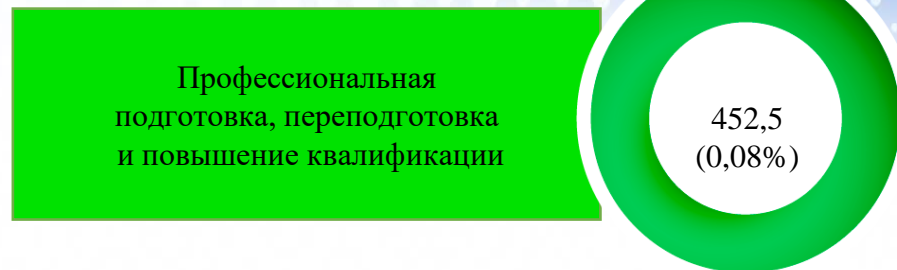 Профессиональная
подготовка, переподготовка
и повышение квалификации
452,5
(0,08%)